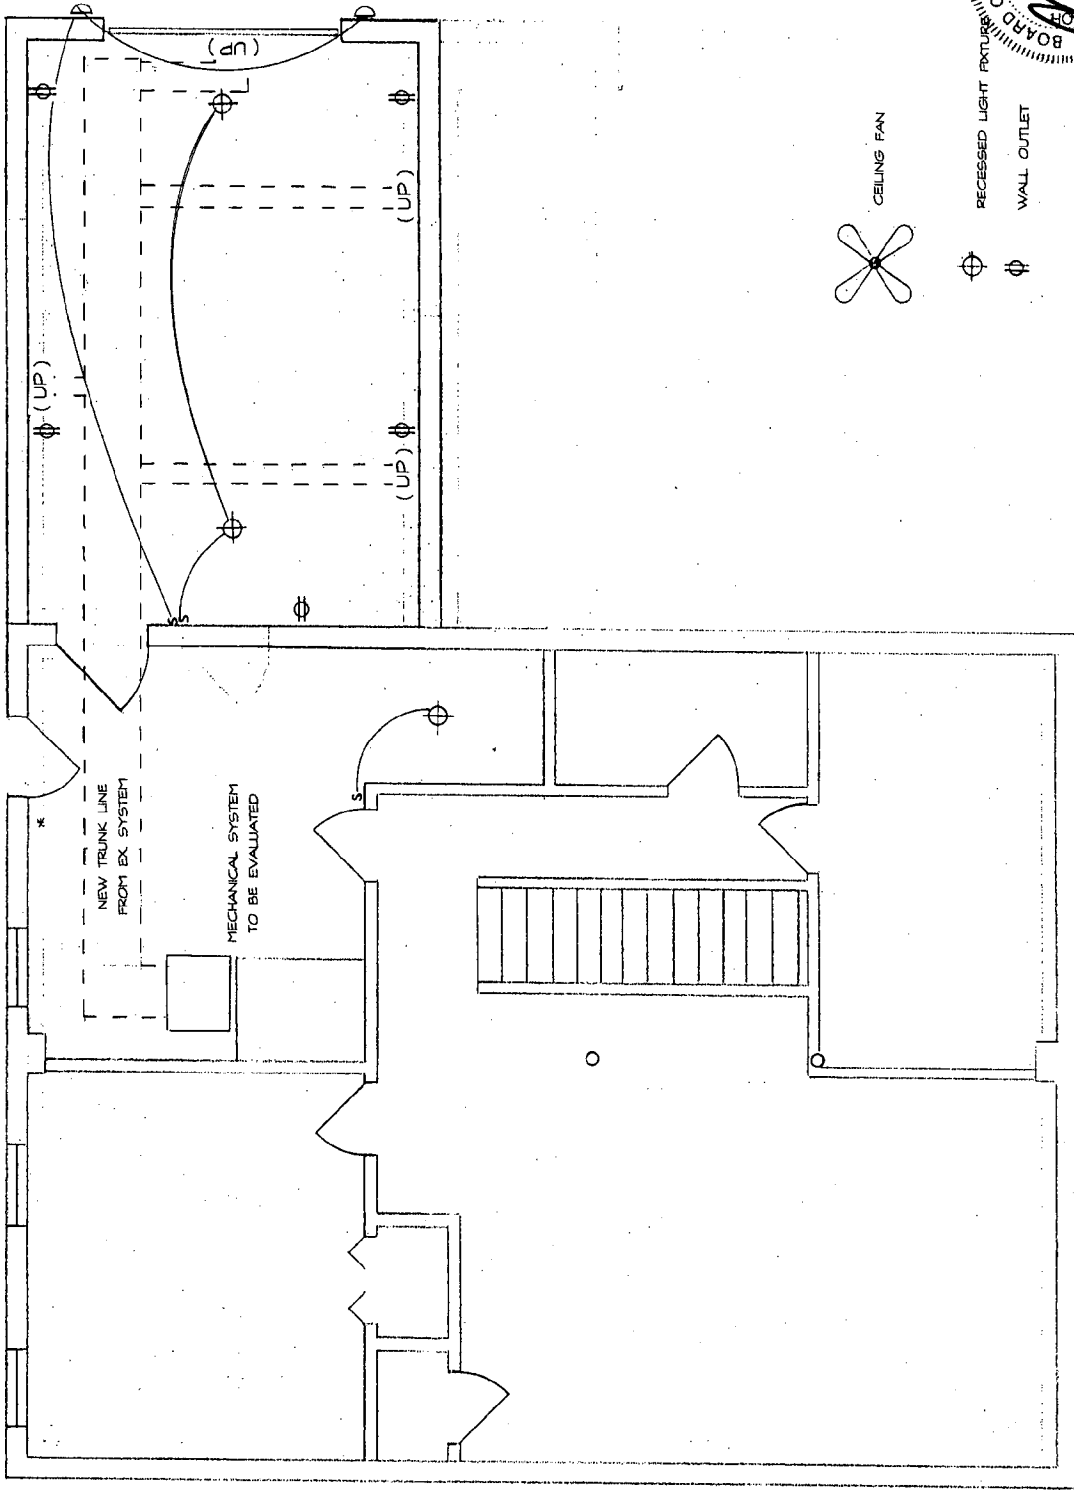 (UP)
(UP)
(UP)
(UP)
S
S
S
NEW TRUNK LINE
FROM EX SYSTEM
MECHANICAL SYSTEM
TO BE EVALUATED
CEILING FAN
RECESSED LIGHT FIXTURE
WALL OUTLET
BOARD O